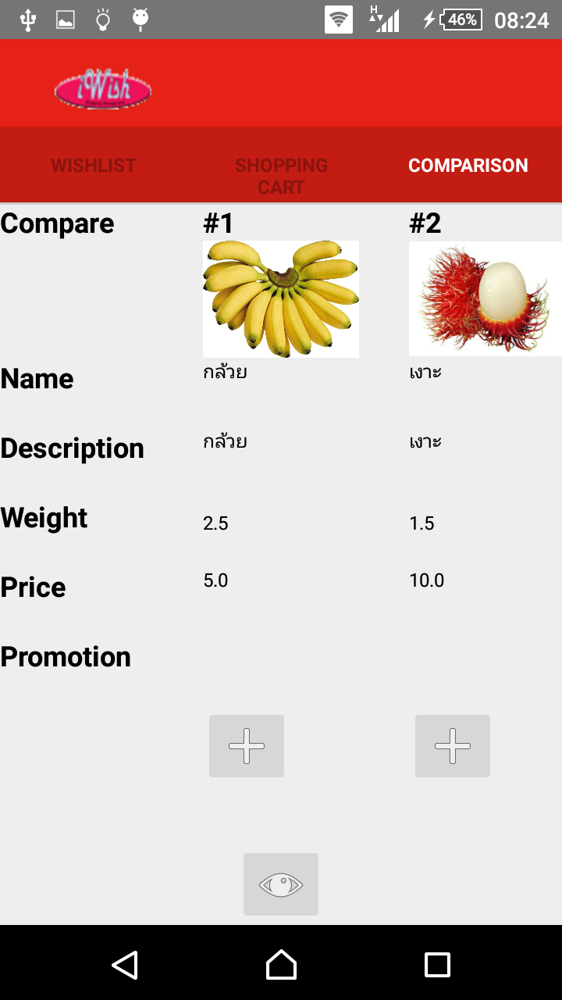 H
46%
08:24
iWish
WISHLIST
SHOPPING
CART
COMPARISON
Compare #1 #2
Name กล้วย เงาะ
Description กล้วย เงาะ
Weight 2.5 1.5
Price 5.0 10.0
Promotion